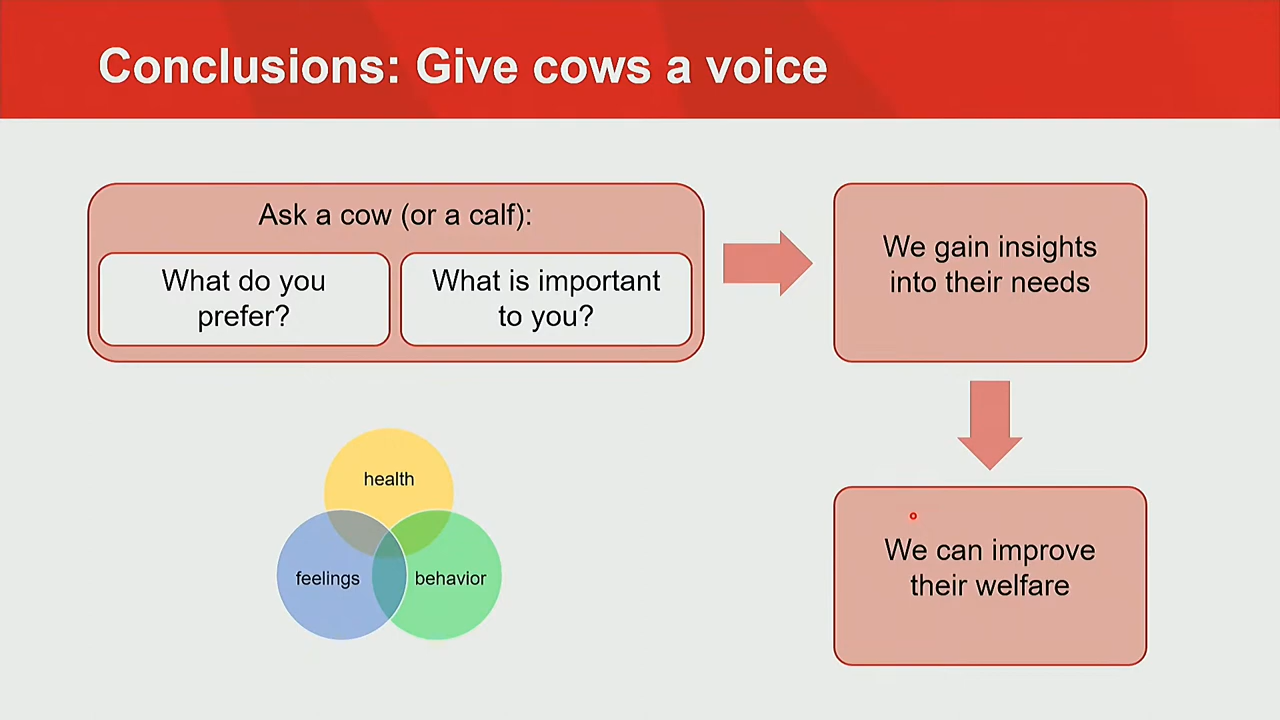 Conclusions: Give cows a voice
Ask a cow (or a calf):
What do you
prefer?
What is important
to you?
We gain insights
into their needs
health
feelings
behavior
We can improve
their welfare